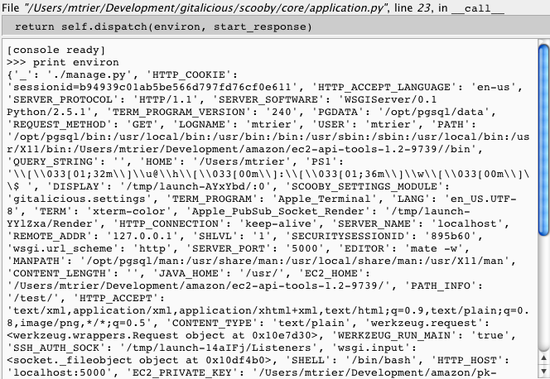 File "/Users/mtrier/Development/gitalicious/scooby/core/application.py", line 23, in __call__
return self.dispatch(environ, start_response)
[console ready]
>>> print environ
{'_': './manage.py', 'HTTP_COOKIE':
'sessionid=b94939c01ab5be566d797fd76cf0e611', 'HTTP_ACCEPT_LANGUAGE': 'en-us',
'SERVER_PROTOCOL': 'HTTP/1.1', 'SERVER_SOFTWARE': 'WSGIServer/0.1
Python/2.5.1', 'TERM_PROGRAM_VERSION': '240', 'PGDATA': '/opt/pgsql/data',
'REQUEST_METHOD': 'GET', 'LOGNAME': 'mtrier', 'USER': 'mtrier', 'PATH':
'/opt/pgsql/bin:/usr/local/bin:/usr/bin:/bin:/usr/sbin:/sbin:/usr/local/bin:/us
r/X11/bin:/Users/mtrier/Development/amazon/ec2-api-tools-1.2-9739//bin',
'QUERY_STRING': '', 'HOME': '/Users/mtrier', 'PS1':
'\\[\\033[01;32m\\]\\u@\\h\\[\\033[00m\\]:\\[\\033[01;36m\\]\\w\\[\\033[00m\\]\
\$ ', 'DISPLAY': '/tmp/launch-AYxYbd/:0', 'SCOOBY_SETTINGS_MODULE':
'gitalicious.settings', 'TERM_PROGRAM': 'Apple_Terminal', 'LANG': 'en_US.UTF-
8', 'TERM': 'xterm-color', 'Apple_PubSub_Socket_Render': '/tmp/launch-
YYlZxa/Render', 'HTTP_CONNECTION': 'keep-alive', 'SERVER_NAME': 'localhost',
'REMOTE_ADDR': '127.0.0.1', 'SHLVL': '1', 'SECURITYSESSIONID': '895b60',
'wsgi.url_scheme': 'http', 'SERVER_PORT': '5000', 'EDITOR': 'mate -w',
'MANPATH': '/opt/pgsql/man:/usr/share/man:/usr/local/share/man:/usr/X11/man',
'CONTENT_LENGTH': '', 'JAVA_HOME': '/usr/', 'EC2_HOME':
'/Users/mtrier/Development/amazon/ec2-api-tools-1.2-9739/', 'PATH_INFO':
'/test/', 'HTTP_ACCEPT':
'text/xml,application/xml,application/xhtml+xml,text/html;q=0.9,text/plain;q=0.
8,image/png,*/*;q=0.5', 'CONTENT_TYPE': 'text/plain', 'werkzeug.request':
<werkzeug.wrappers.Request object at 0x10e7d30>, 'WERKZEUG_RUN_MAIN': 'true',
'SSH_AUTH_SOCK': '/tmp/launch-14aIFj/Listeners', 'wsgi.input':
<socket._fileobject object at 0x10df4b0>, 'SHELL': '/bin/bash', 'HTTP_HOST':
'localhost:5000', 'EC2_PRIVATE_KEY': '/Users/mtrier/Development/amazon/pk-